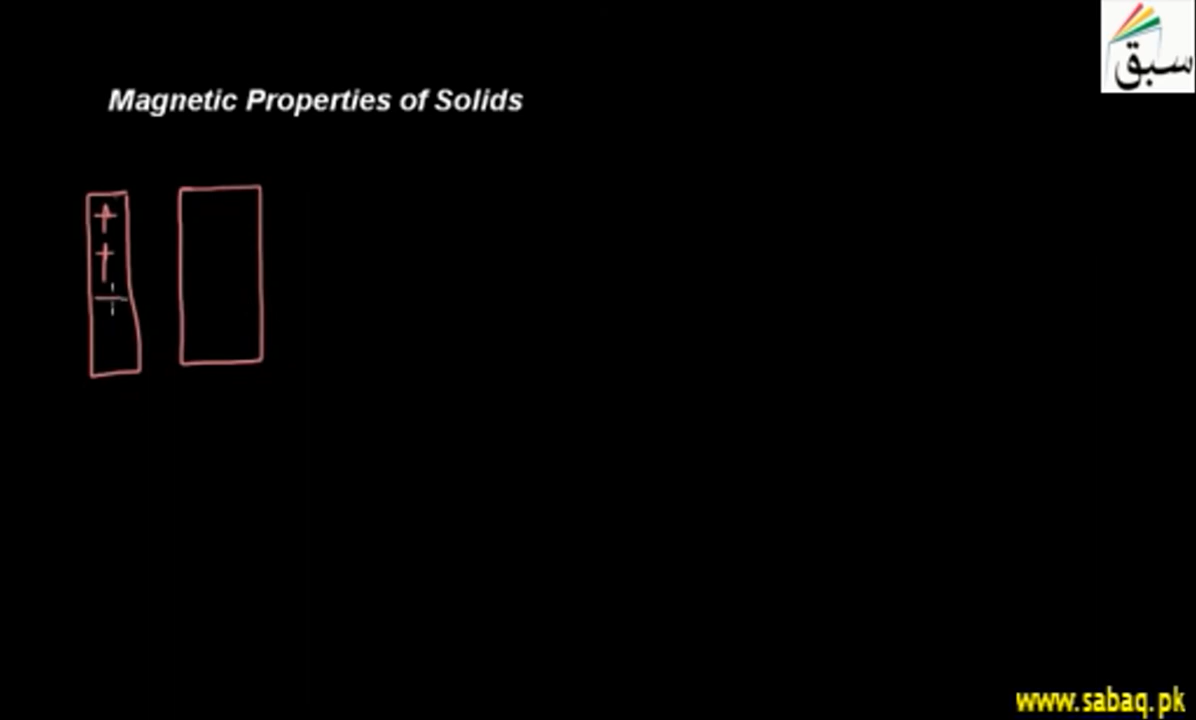 سبق
Magnetic Properties of Solids
+
+
www.sabaq.pk